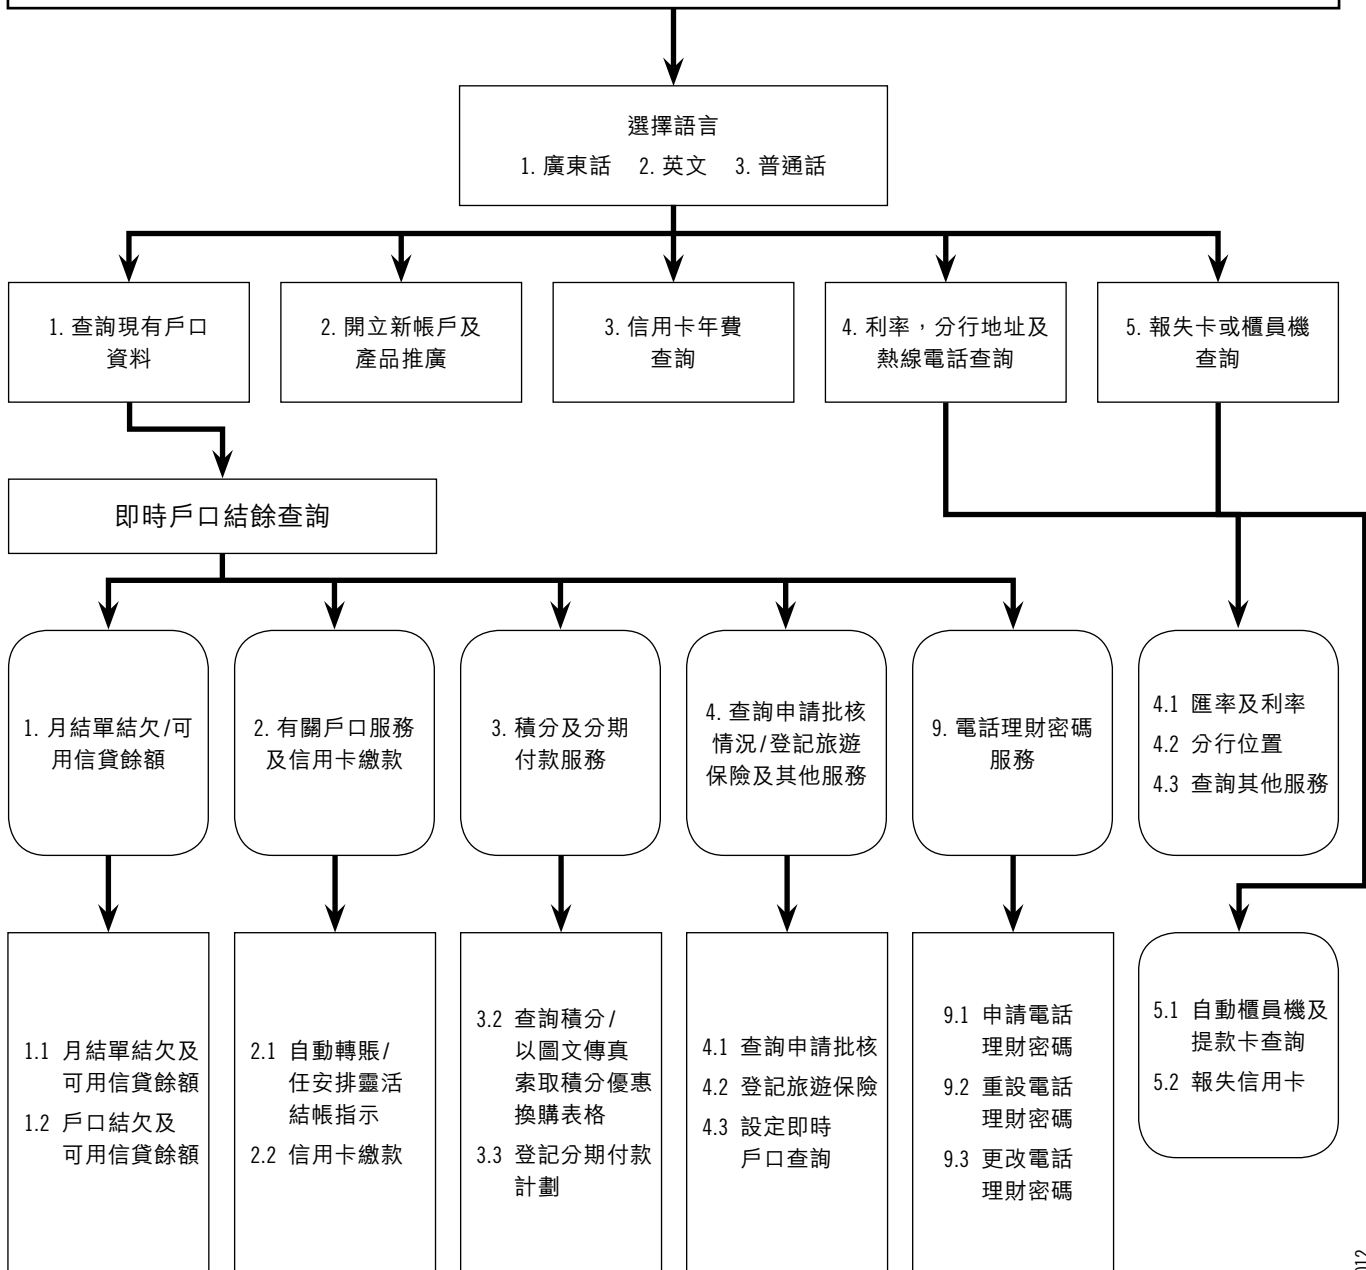 選擇語言
1. 廣東話 2. 英文 3. 普通話
1. 查詢現有戶口
資料
2. 開立新帳戶及
產品推廣
3. 信用卡年費
查詢
4. 利率，分行地址及
熱線電話查詢
5. 報失卡或櫃員機
查詢
即時戶口結餘查詢
1. 月結單結欠/可
用信貸餘額
2. 有關戶口服務
及信用卡繳款
3. 積分及分期
付款服務
4. 查詢申請批核
情況/登記旅遊
保險及其他服務
9. 電話理財密碼
服務
4.1 匯率及利率
4.2 分行位置
4.3 查詢其他服務
1.1 月結單結欠及
可用信貸餘額
1.2 戶口結欠及
可用信貸餘額
2.1 自動轉賬/
任安排靈活
結帳指示
2.2 信用卡繳款
3.2 查詢積分/
以圖文傳真
索取積分優惠
換購表格
3.3 登記分期付款
計劃
4.1 查詢申請批核
4.2 登記旅遊保險
4.3 設定即時
戶口查詢
9.1 申請電話
理財密碼
9.2 重設電話
理財密碼
9.3 更改電話
理財密碼
5.1 自動櫃員機及
提款卡查詢
5.2 報失信用卡